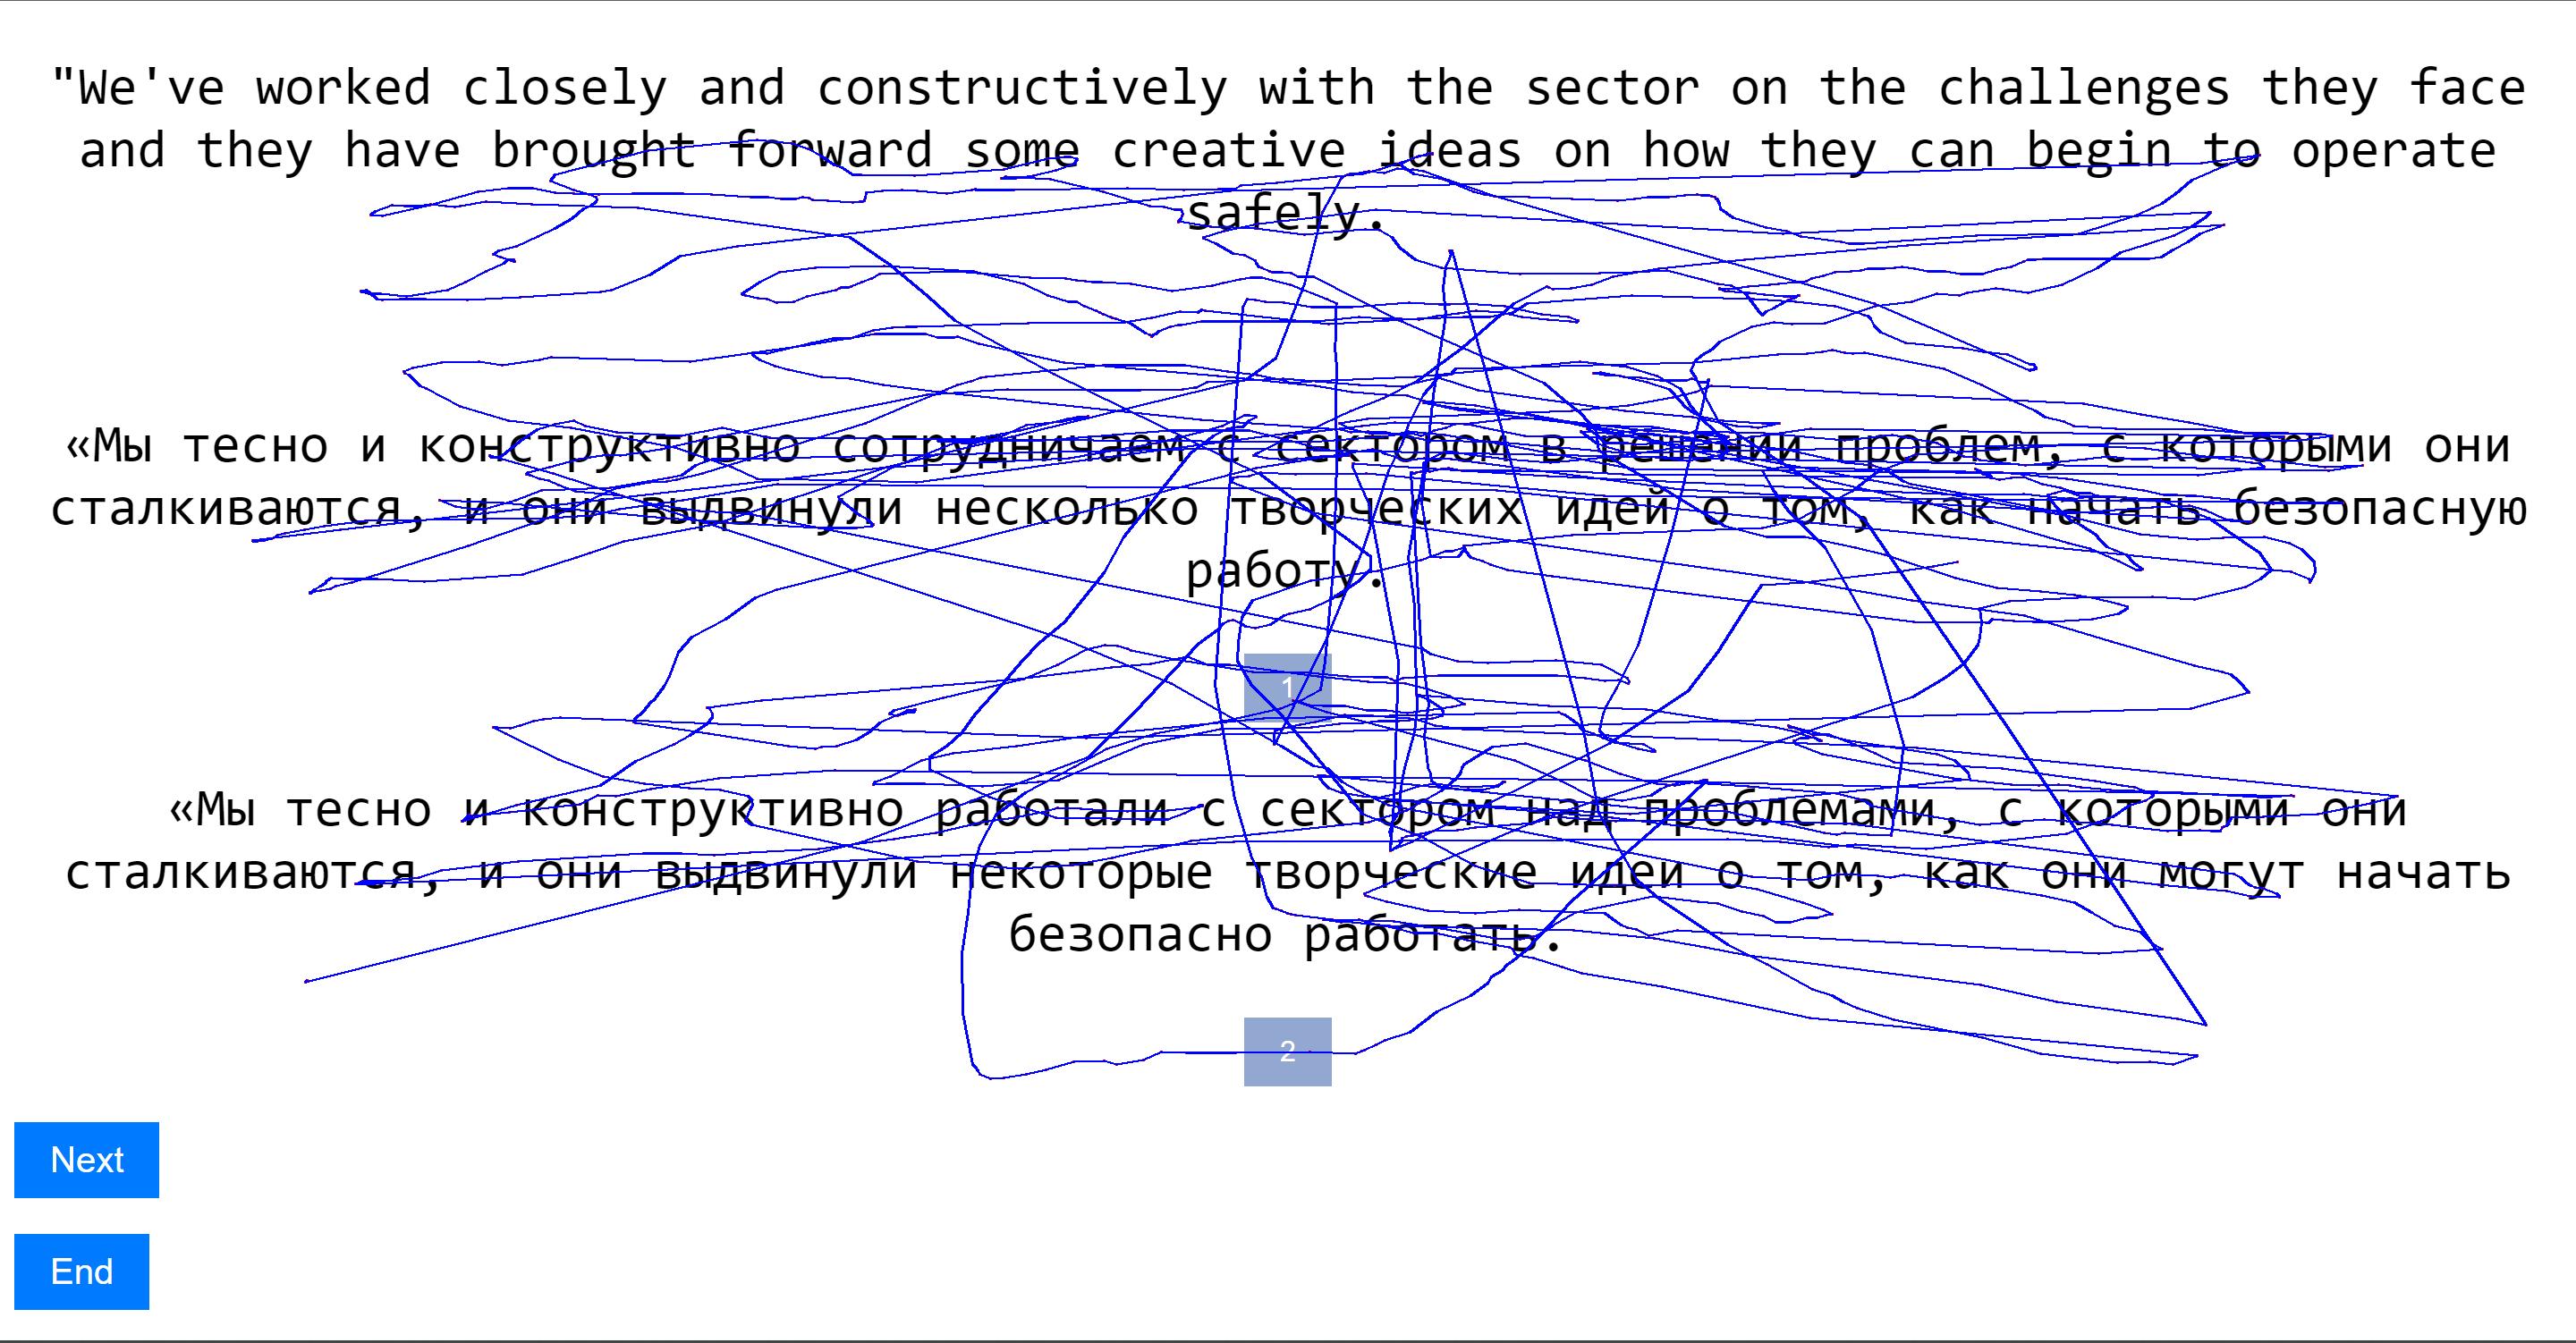 "We've worked closely and constructively with the sector on the challenges they face
and they have brought forward some creative ideas on how they can begin to operate
safely.
«Мы тесно и конструктивно сотрудничаем с сектором в решении проблем, с которыми они
сталкиваются, и они выдвинули несколько творческих идей о том, как начать безопасную
работу.
1
«Мы тесно и конструктивно работали с сектором над проблемами, с которыми они
сталкиваются, и они выдвинули некоторые творческие идеи о том, как они могут начать
безопасно работать.
2
Next
End